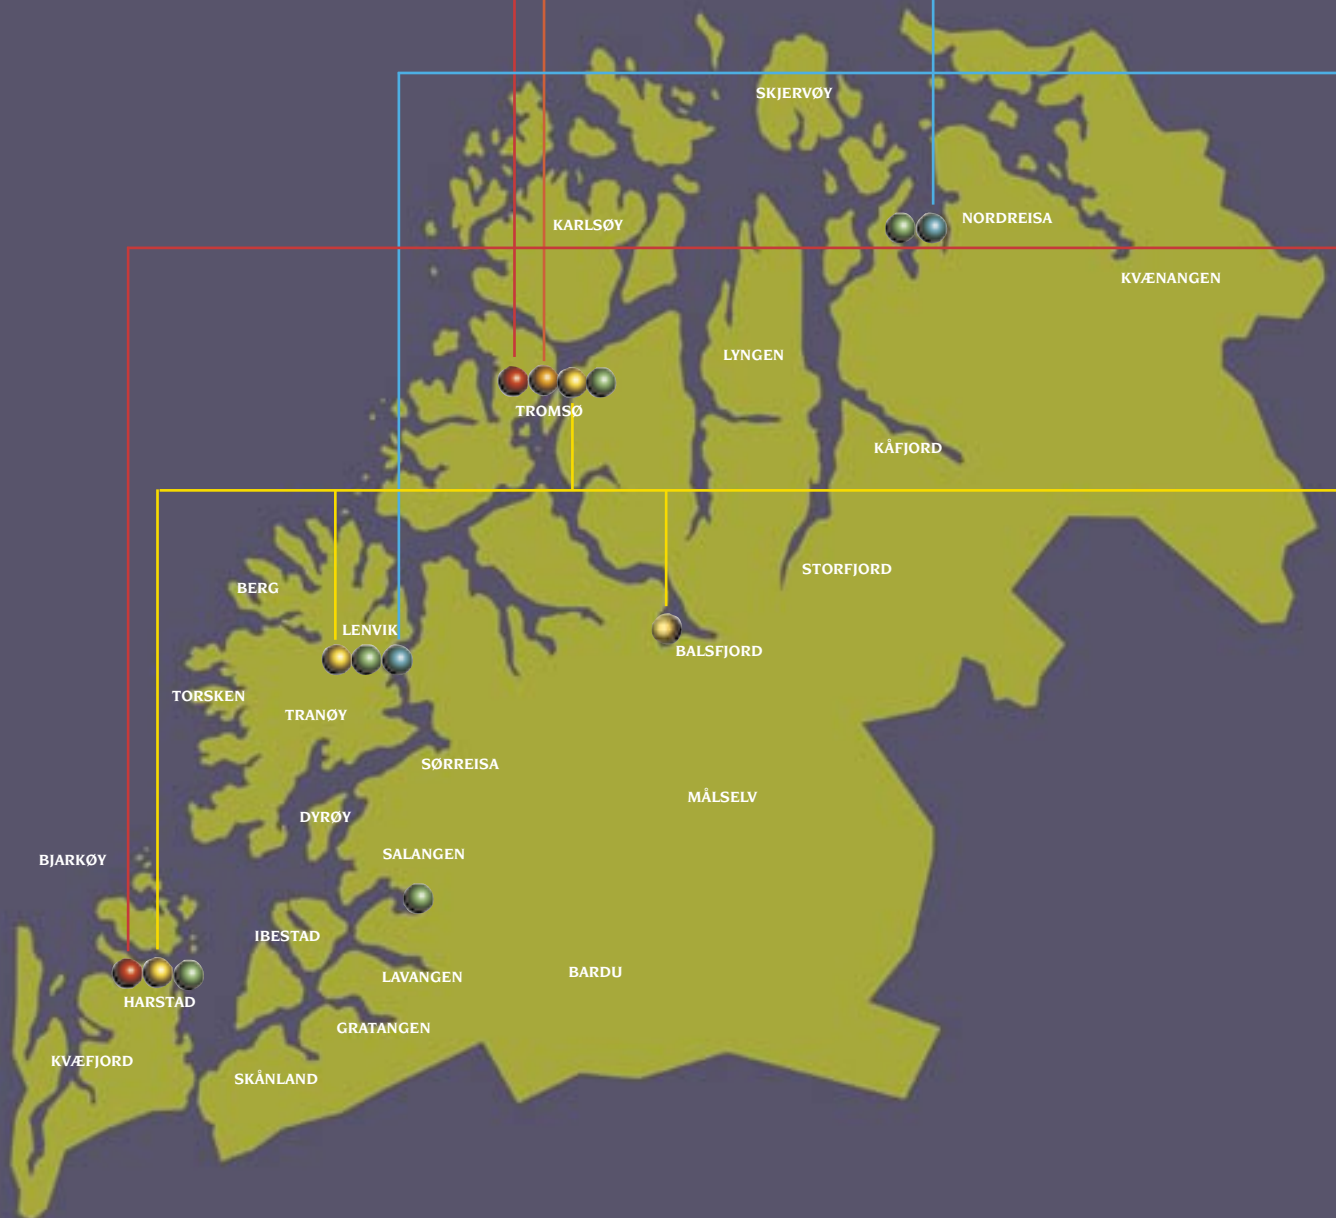 SKJERVØY
NORDREISA
KARLSØY
KVÆNANGEN
LYNGEN
TROMSØ
KÅFJORD
STORFJORD
BERG
LENVIK
BALSFJORD
TORSKEN
TRANØY
SØRREISA
MÅLSELV
DYRØY
SALANGEN
BJARKØY
IBESTAD
BARDU
LAVANGEN
HARSTAD
GRATANGEN
KVÆFJORD
SKÅNLAND